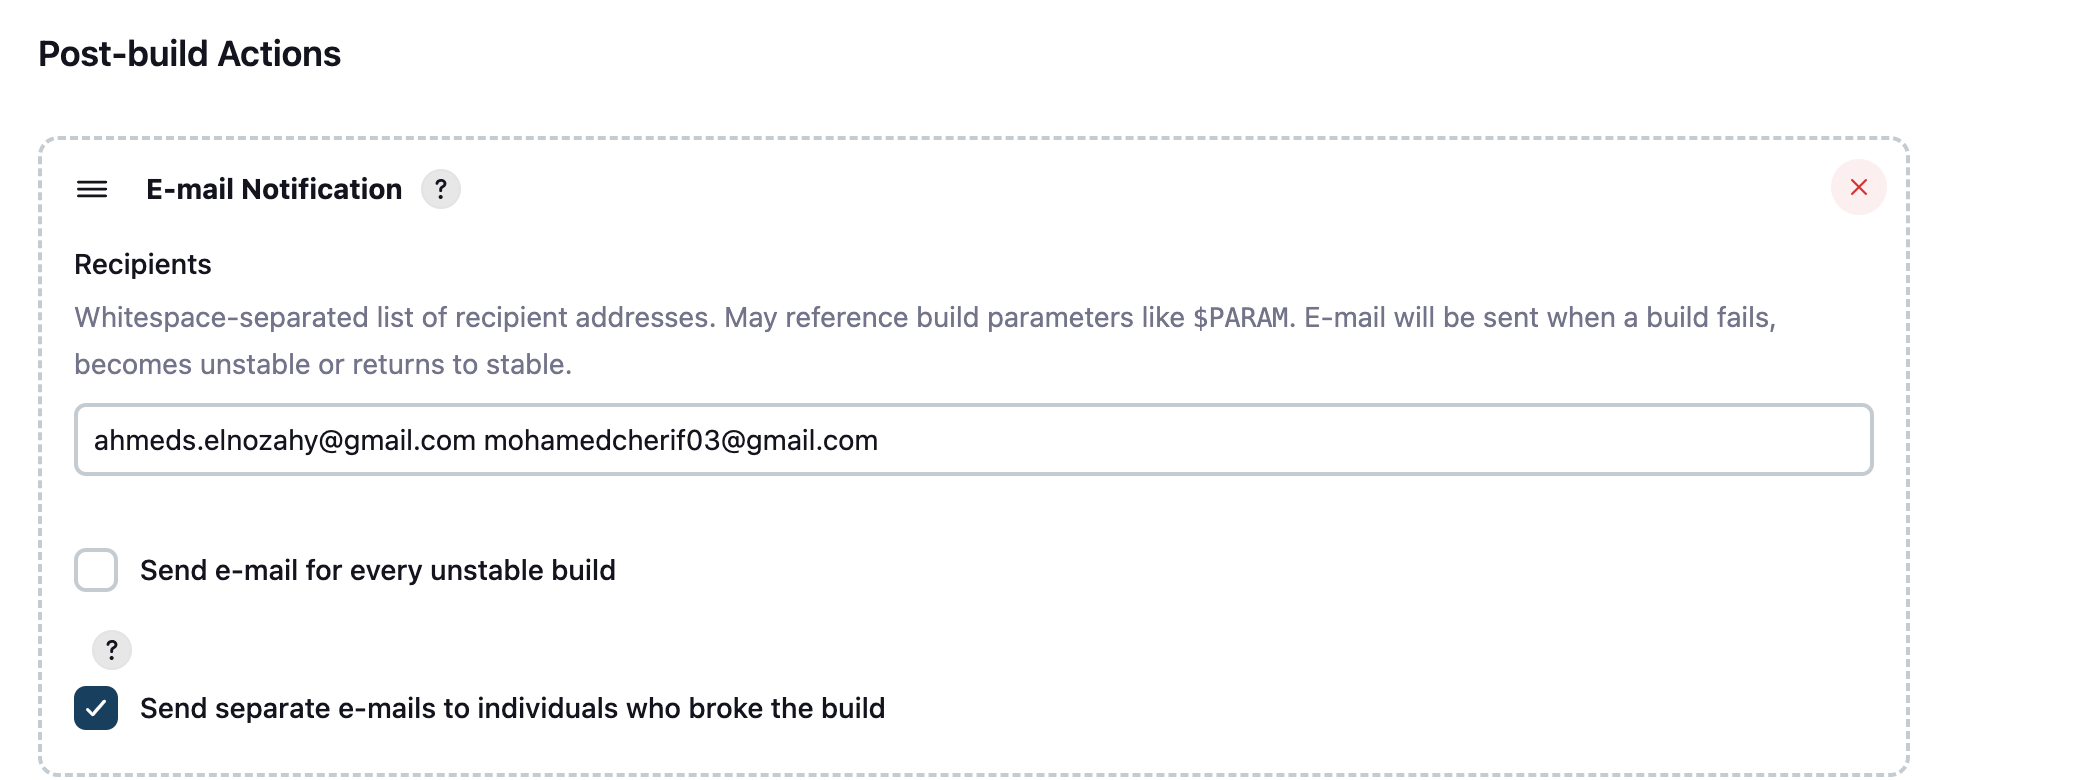 Post-build Actions
E-mail Notification ?
Recipients
Whitespace-separated list of recipient addresses. May reference build parameters like $PARAM. E-mail will be sent when a build fails,
becomes unstable or returns to stable.
ahmeds.elnozahy@gmail.com mohamedcherif03@gmail.com
Send e-mail for every unstable build
?
Send separate e-mails to individuals who broke the build